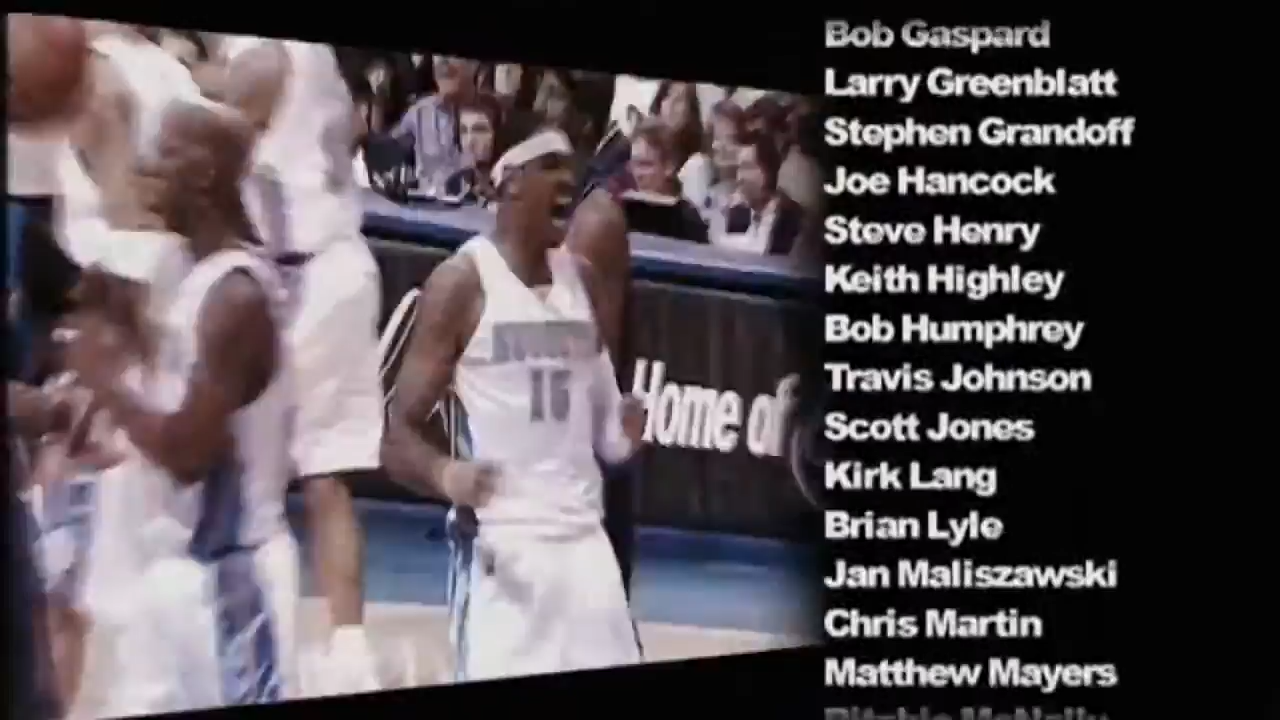 Bob Gaspard
Larry Greenblatt
Stephen Grandoff
Joe Hancock
Steve Henry
Keith Highley
Bob Humphrey
Travis Johnson
Scott Jones
Kirk Lang
Brian Lyle
Jan Maliszawski
Chris Martin
Matthew Mayers
15
Home of